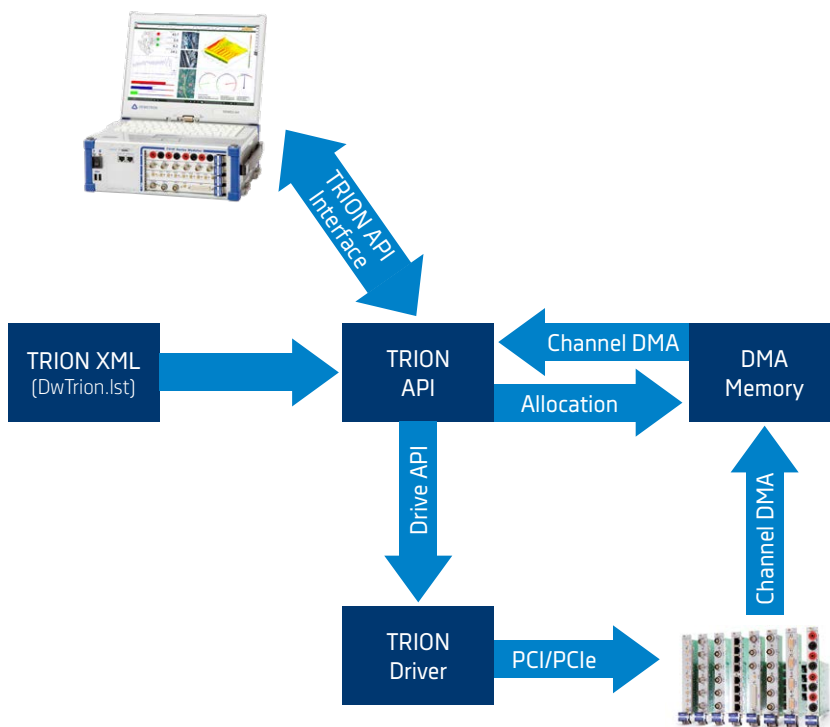 TRION API
Interface
TRION XML
(DwTrion.lst)
TRION
API
Channel DMA
Allocation
DMA
Memory
Drive API
Channel DMA
TRION
Driver
PCI/PCIe